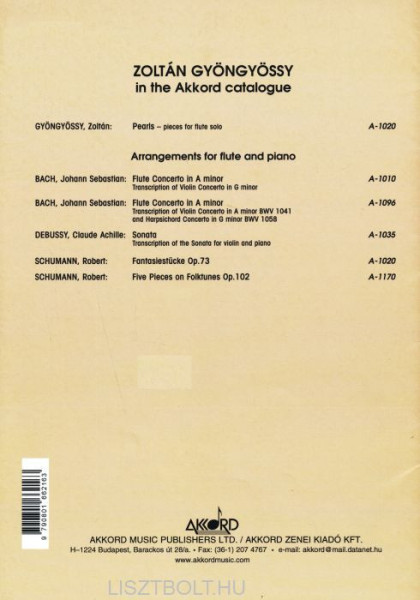 ZOLTÁN GYÖNGYÖSSY
in the Akkord catalogue
GYÖNGYÖSSY, Zoltán: Pearls – pieces for flute solo A-1020
Arrangements for flute and piano
BACH, Johann Sebastian: Flute Concerto in A minor A-1010
Transcription of Violin Concerto in G minor
BACH, Johann Sebastian: Flute Concerto in A minor A-1096
Transcription of Violin Concerto in A minor BWV 1041
and Harpsichord Concerto in G minor BWV 1058
DEBUSSY, Claude Achille: Sonata A-1035
Transcription of the Sonata for violin and piano
SCHUMANN, Robert: Fantasiestücke Op.73 A-1020
SCHUMANN, Robert: Five Pieces on Folktunes Op.102 A-1170
9 790801 662163
AKKORD
AKKORD MUSIC PUBLISHERS LTD. / AKKORD ZENEI KIADÓ KFT.
H–1224 Budapest, Barackos út 28/a. • Fax: (36-1) 207 4767 • e-mail: akkord@mail.datanet.hu
www.akkordmusic.com
LISZTBOLT.HU